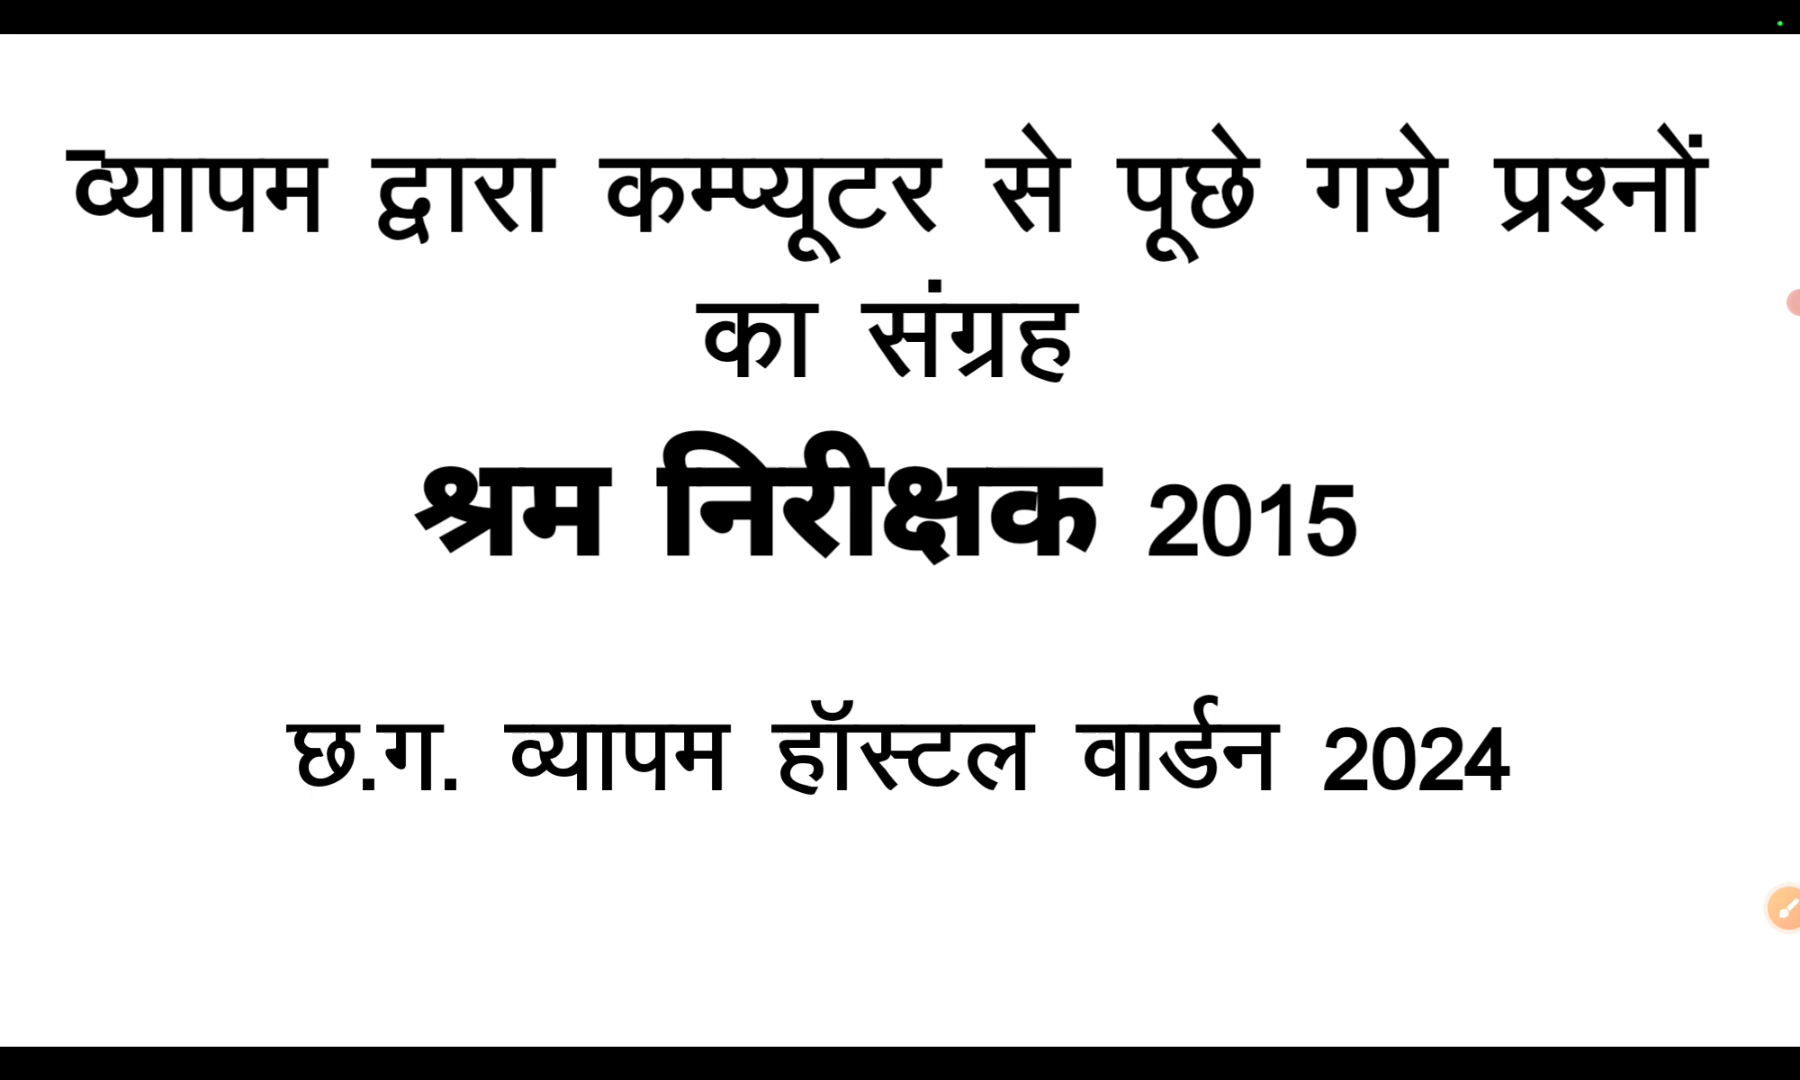 व्यापम द्वारा कम्प्यूटर से पूछे गये प्रश्नों
का संग्रह
श्रम निरीक्षक 2015
छ.ग. व्यापम हॉस्टल वार्डन 2024